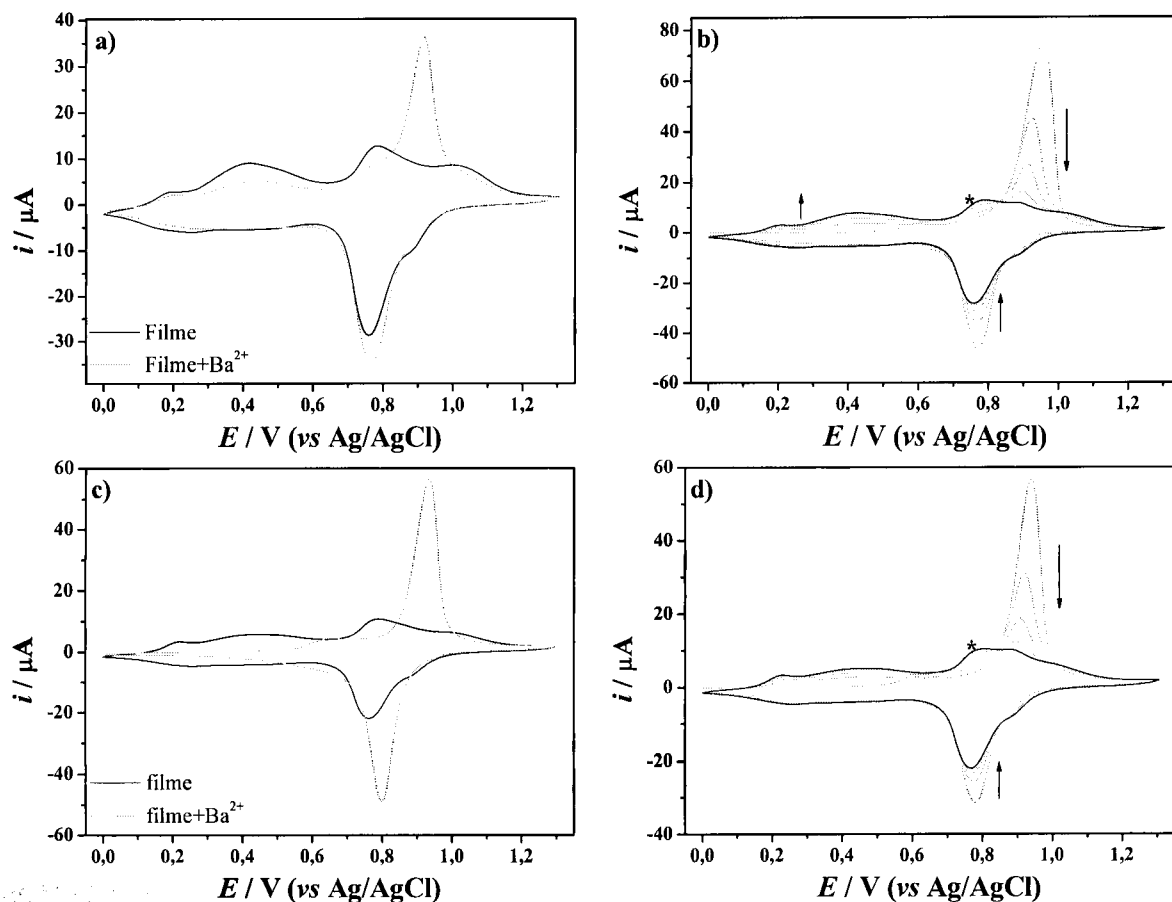 a)
40
30
20
10
0
-10
-20
-30
i / µA
Filme
Filme+Ba²⁺
0,0 0,2 0,4 0,6 0,8 1,0 1,2
E / V (vs Ag/AgCl)
b)
80
60
40
20
0
-20
-40
-60
i / µA
*
0,0 0,2 0,4 0,6 0,8 1,0 1,2
E / V (vs Ag/AgCl)
c)
60
40
20
0
-20
-40
-60
i / µA
filme
filme+Ba²⁺
0,0 0,2 0,4 0,6 0,8 1,0 1,2
E / V (vs Ag/AgCl)
d)
60
40
20
0
-20
-40
i / µA
*
0,0 0,2 0,4 0,6 0,8 1,0 1,2
E / V (vs Ag/AgCl)